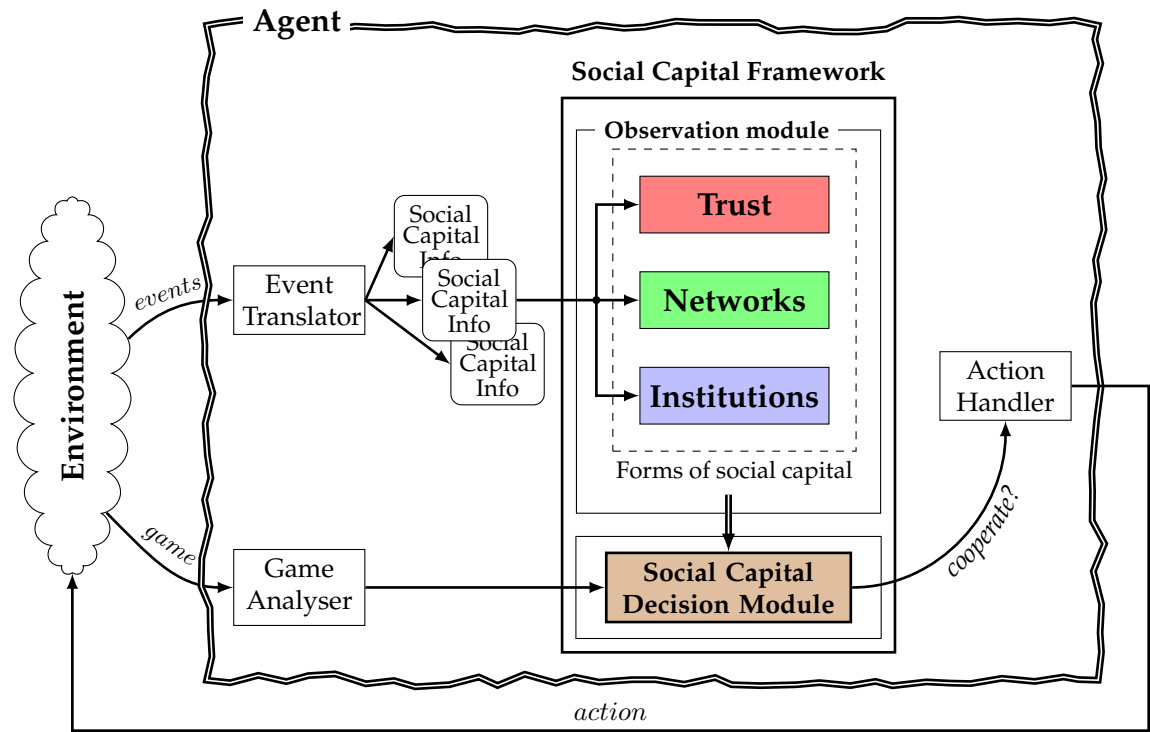 Agent
Social Capital Framework
Observation module
Trust
Networks
Institutions
Forms of social capital
Social Capital
Decision Module
Social
Capital
Info
Social
Capital
Info
Social
Capital
Info
Event
Translator
events
Environment
game
Game
Analyser
Action
Handler
cooperate?
action